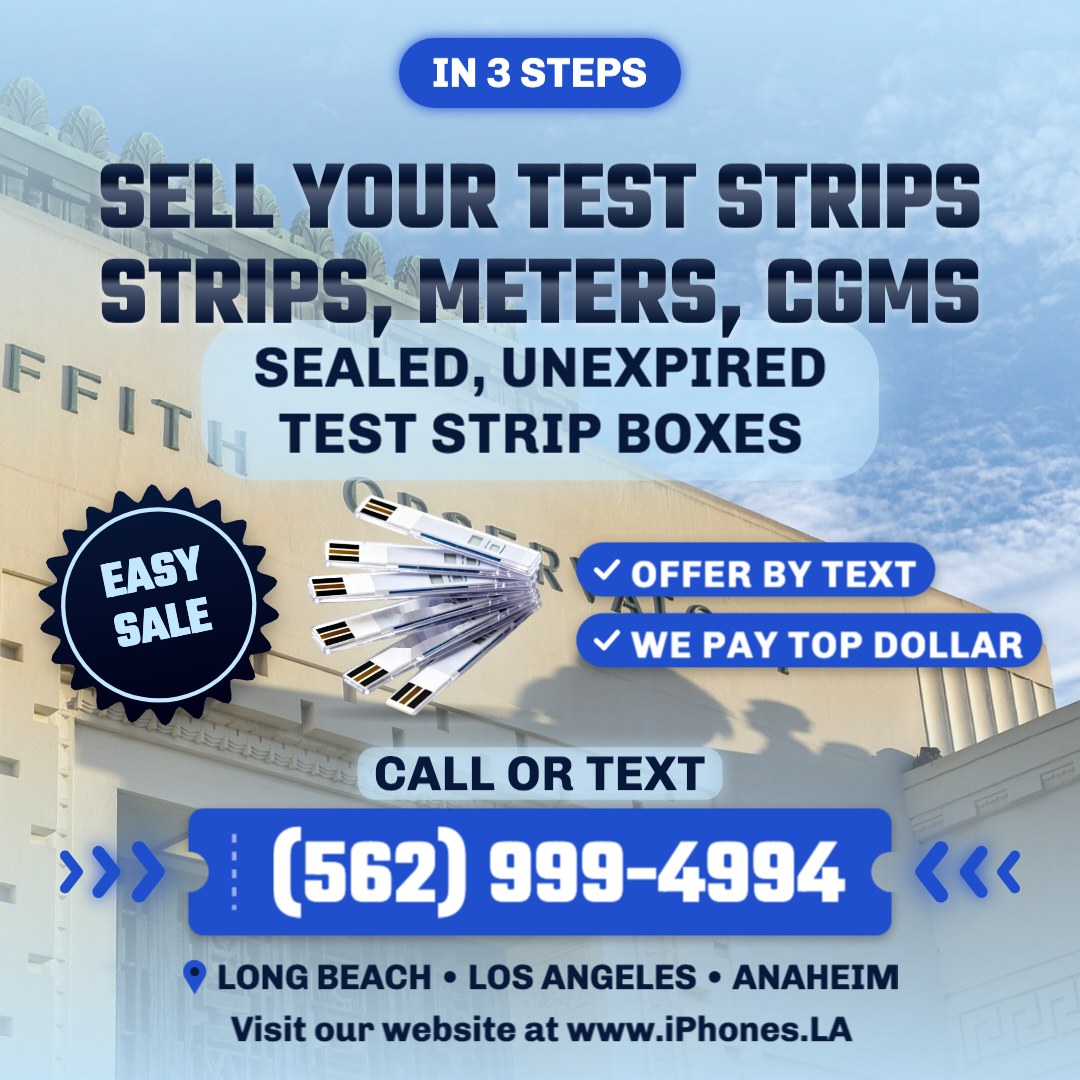 IN 3 STEPS
SELL YOUR TEST STRIPS
STRIPS, METERS, CGMS
SEALED, UNEXPIRED
TEST STRIP BOXES
FFITH OBSERVATO
EASY
SALE
✓ OFFER BY TEXT
✓ WE PAY TOP DOLLAR
CALL OR TEXT
(562) 999-4994
LONG BEACH • LOS ANGELES • ANAHEIM
Visit our website at www.iPhones.LA